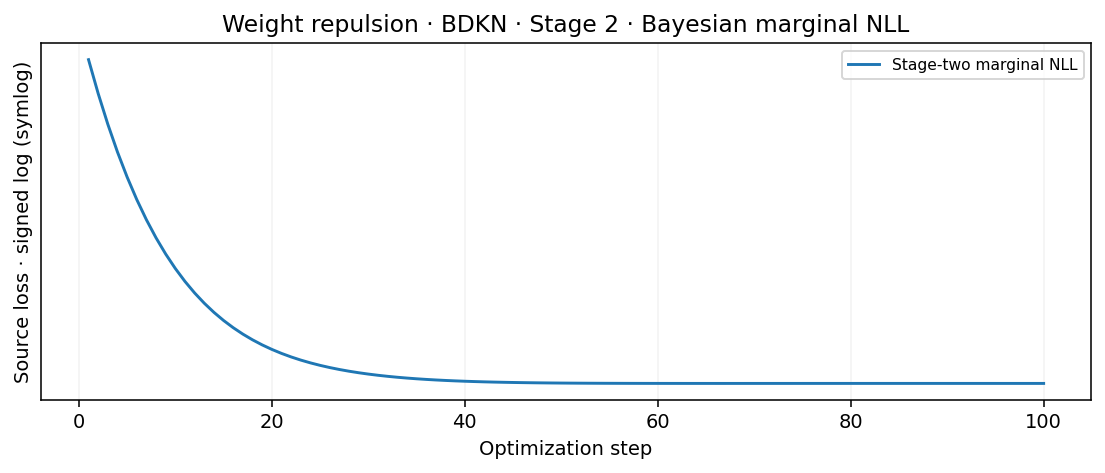 Weight repulsion · BDKN · Stage 2 · Bayesian marginal NLL
Stage-two marginal NLL
Source loss · signed log (symlog)
0 20 40 60 80 100
Optimization step